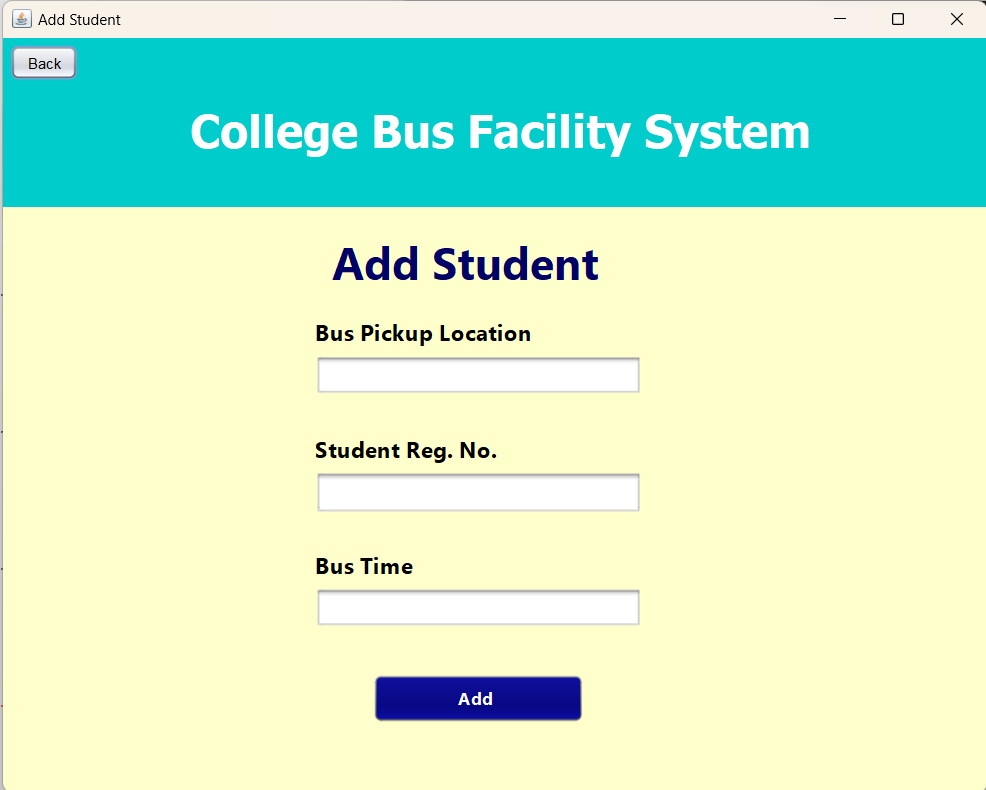 Add Student
Back
College Bus Facility System
Add Student
Bus Pickup Location
Student Reg. No.
Bus Time
Add